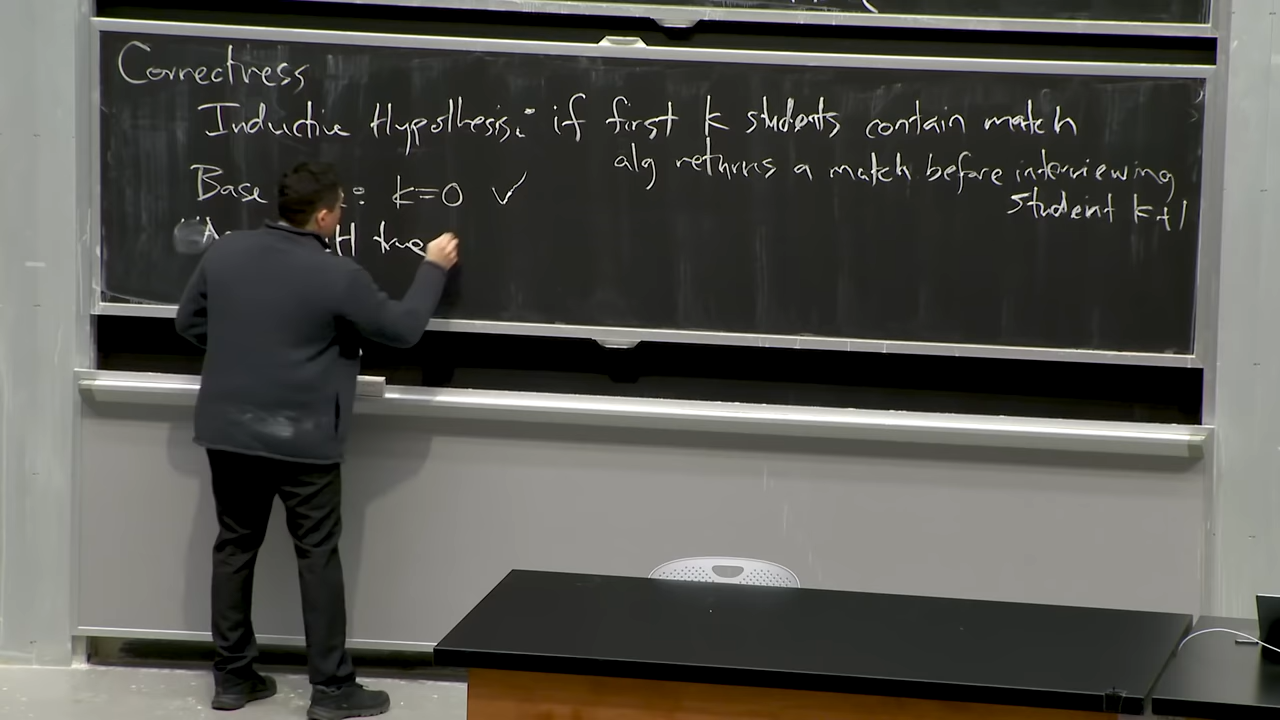 Correctness
Inductive Hypothesis: if first k students contain match
alg returns a match before interviewing
student k+1
Base : k=0 ✓
IH true